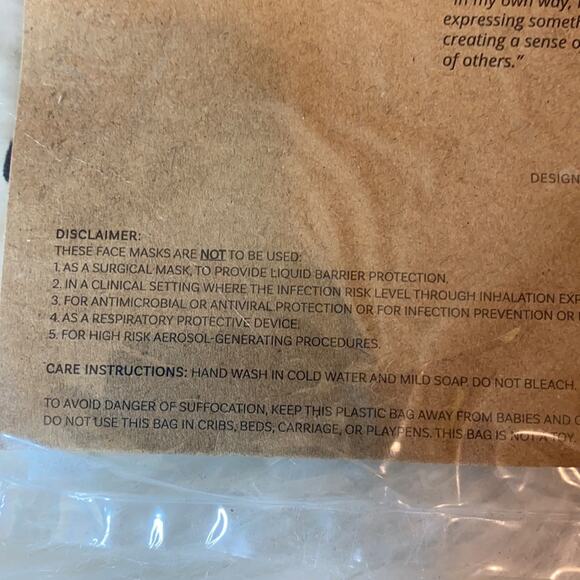 "In my own way,
expressing someth
creating a sense o
of others."
DESIGN
DISCLAIMER:
THESE FACE MASKS ARE NOT TO BE USED:
1. AS A SURGICAL MASK, TO PROVIDE LIQUID BARRIER PROTECTION.
2. IN A CLINICAL SETTING WHERE THE INFECTION RISK LEVEL THROUGH INHALATION EXP
3. FOR ANTIMICROBIAL OR ANTIVIRAL PROTECTION OR FOR INFECTION PREVENTION OR
4. AS A RESPIRATORY PROTECTIVE DEVICE.
5. FOR HIGH RISK AEROSOL-GENERATING PROCEDURES.
CARE INSTRUCTIONS: HAND WASH IN COLD WATER AND MILD SOAP. DO NOT BLEACH.
TO AVOID DANGER OF SUFFOCATION, KEEP THIS PLASTIC BAG AWAY FROM BABIES AND
DO NOT USE THIS BAG IN CRIBS, BEDS, CARRIAGE, OR PLAYPENS. THIS BAG IS NOT A TOY.